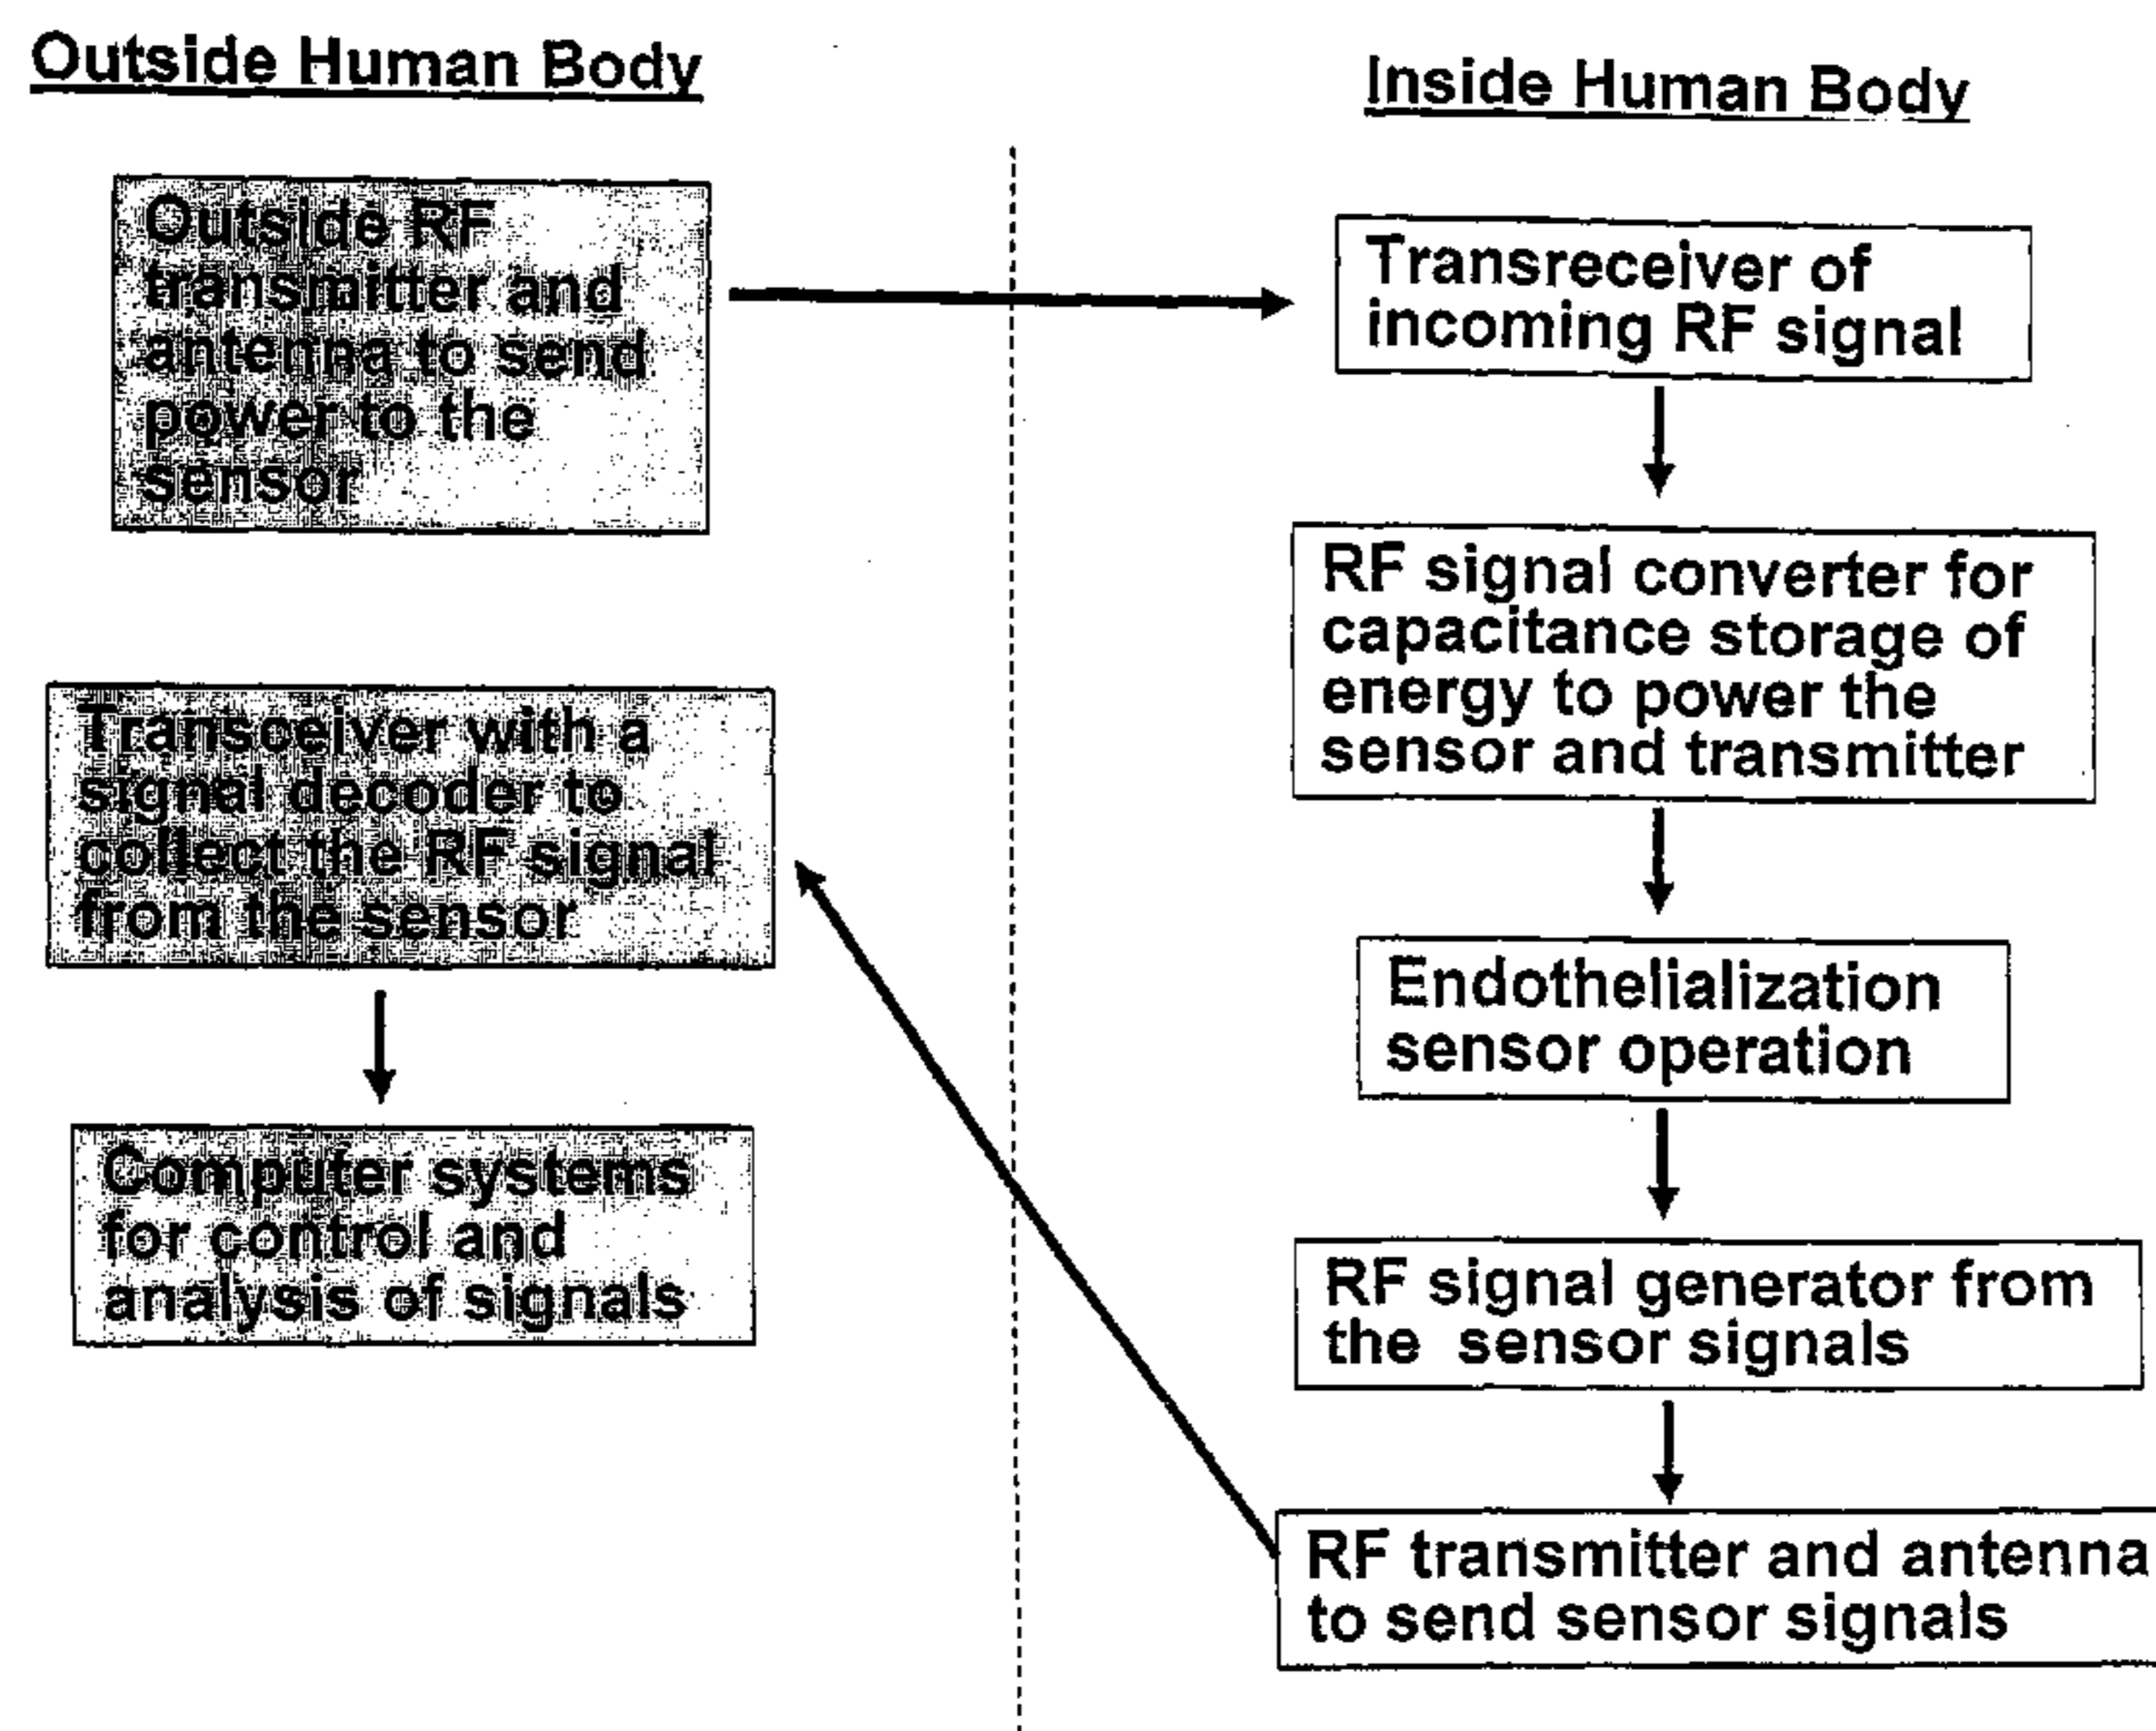 Outside Human Body
Inside Human Body
Outside RF
transmitter and
antenna to send
power to the
sensor
Transreceiver of
incoming RF signal
RF signal converter for
capacitance storage of
energy to power the
sensor and transmitter
Transceiver with a
signal decoder to
collect the RF signal
from the sensor
Endothelialization
sensor operation
Computer systems
for control and
analysis of signals
RF signal generator from
the sensor signals
RF transmitter and antenna
to send sensor signals